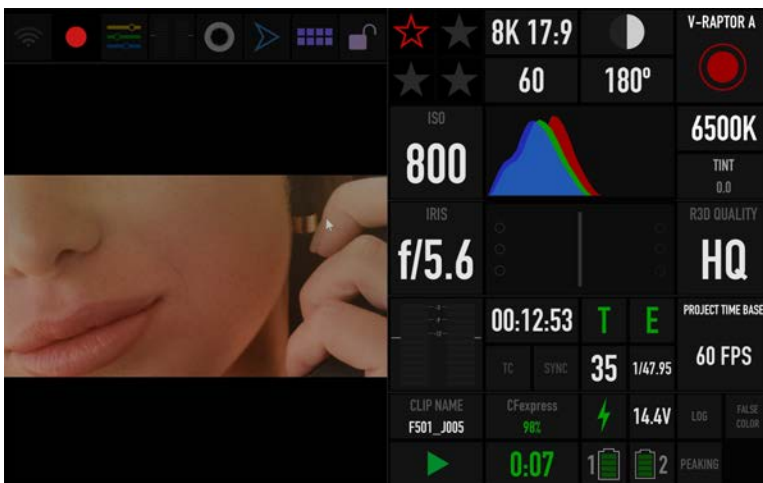 8K 17:9
V-RAPTOR A
60
180º
ISO
800
6500K
TINT
0.0
IRIS
f/5.6
R3D QUALITY
HQ
00:12:53
T
E
PROJECT TIME BASE
60 FPS
TC
SYNC
35
1/47.95
CLIP NAME
F501_J005
CFexpress
98%
14.4V
LOG
FALSE
COLOR
0:07
1
2
PEAKING